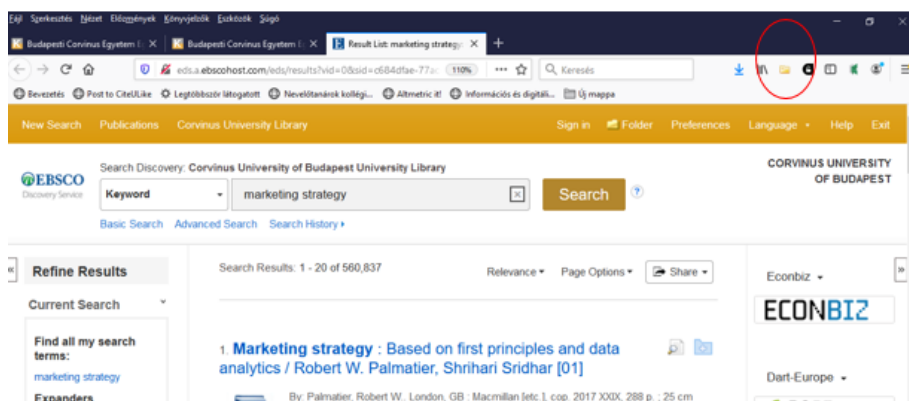 Fájl Szerkesztés Nézet Előzmények Könyvjelzők Eszközök Súgó
Budapesti Corvinus Egyetem
Budapesti Corvinus Egyetem
Result List: marketing strategy
eds.a.ebscohost.com/eds/results?vid=0&sid=c684dfae-77a
110%
Keresés
Bevezetés Post to CiteULike Legtöbbször látogatott Nevelőtanárok kollégi... Altmetric it! Információs és digitáli... Új mappa
New Search Publications Corvinus University Library Sign in Folder Preferences Language Help Exit
EBSCO
Discovery Service
Search Discovery: Corvinus University of Budapest University Library
Keyword marketing strategy Search
Basic Search Advanced Search Search History
CORVINUS UNIVERSITY
OF BUDAPEST
Refine Results
Current Search
Find all my search
terms:
marketing strategy
Expanders
Search Results: 1 - 20 of 560,837
Relevance Page Options Share
1. Marketing strategy : Based on first principles and data
analytics / Robert W. Palmatier, Shrihari Sridhar [01]
By: Palmatier, Robert W.. London, GB : Macmillan [etc.], cop. 2017 XXIX, 288 p. ; 25 cm
Econbiz
ECONBIZ
Dart-Europe